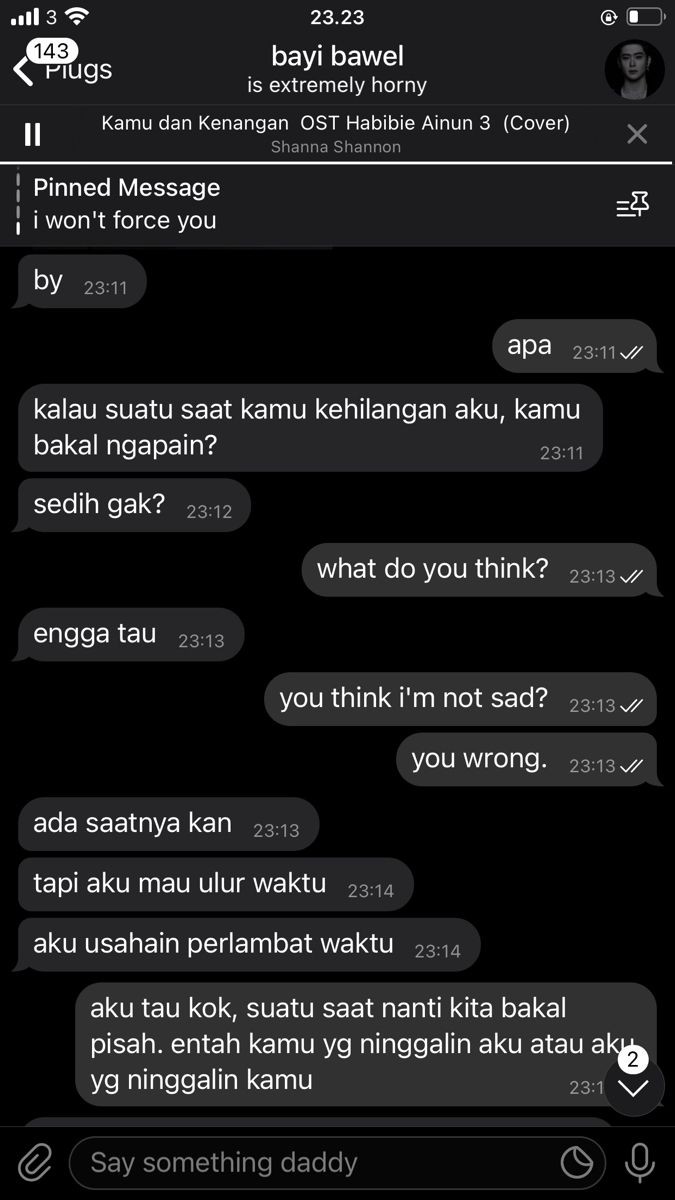 3
23.23
143
Plugs
bayi bawel
is extremely horny
Kamu dan Kenangan OST Habibie Ainun 3 (Cover)
Shanna Shannon
Pinned Message
i won't force you
by 23:11
apa 23:11
kalau suatu saat kamu kehilangan aku, kamu
bakal ngapain? 23:11
sedih gak? 23:12
what do you think? 23:13
engga tau 23:13
you think i'm not sad? 23:13
you wrong. 23:13
ada saatnya kan 23:13
tapi aku mau ulur waktu 23:14
aku usahain perlambat waktu 23:14
aku tau kok, suatu saat nanti kita bakal
pisah. entah kamu yg ninggalin aku atau aku
yg ninggalin kamu
2
Say something daddy